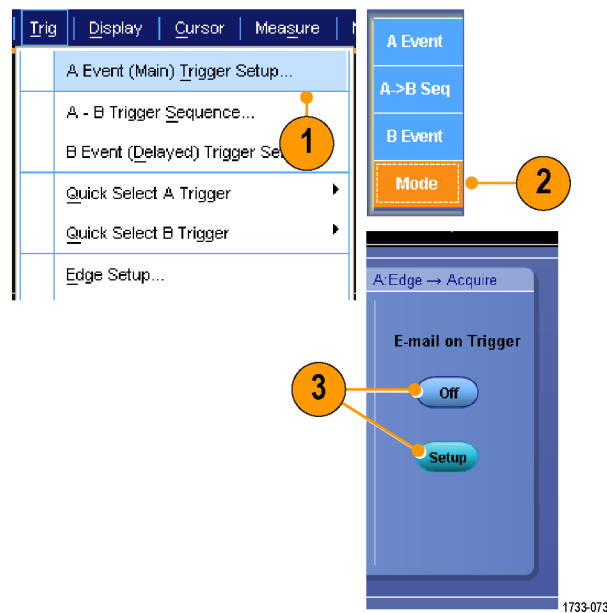 Trig Display Cursor Measure
A Event (Main) Trigger Setup...
A - B Trigger Sequence...
B Event (Delayed) Trigger Se
Quick Select A Trigger
Quick Select B Trigger
Edge Setup...
1
A Event
A->B Seq
B Event
Mode
2
A:Edge → Acquire
E-mail on Trigger
Off
Setup
3
1733-073